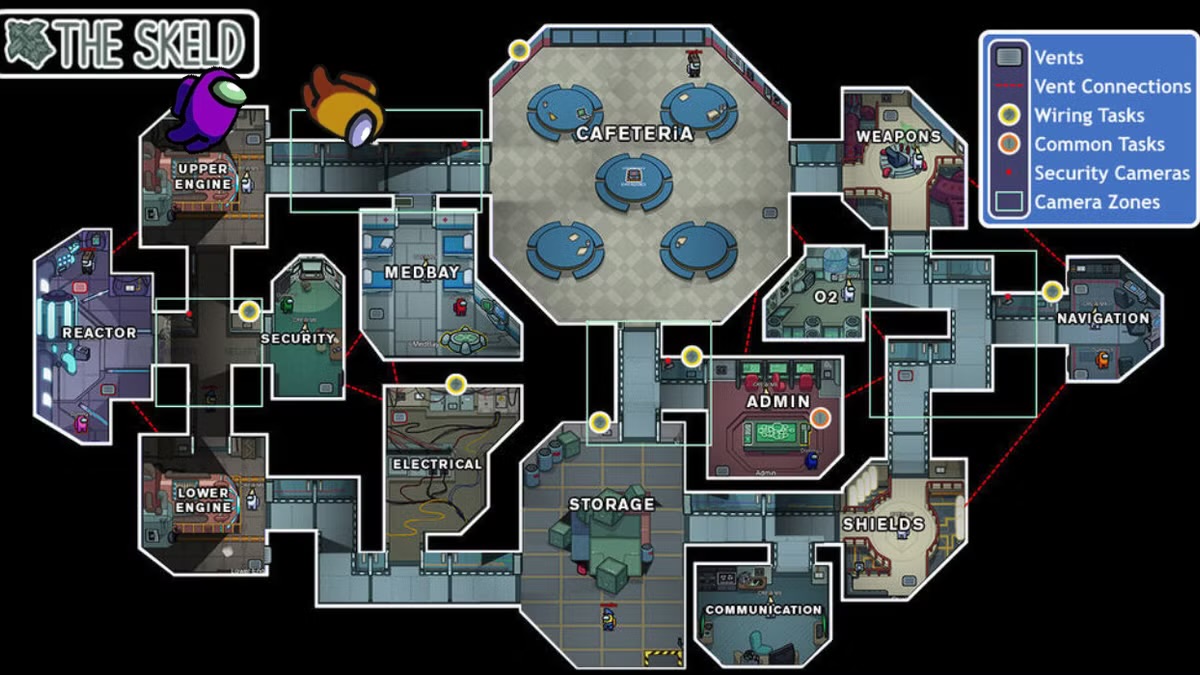 THE SKELD
Vents
Vent Connections
Wiring Tasks
Common Tasks
Security Cameras
Camera Zones
CAFETERiA
WEAPONS
UPPER
ENGINE
MEDBAY
O2
REACTOR
SECURITY
NAVIGATION
ADMIN
Admin
ELECTRICAL
LOWER
ENGINE
STORAGE
SHIELDS
COMMUNICATION